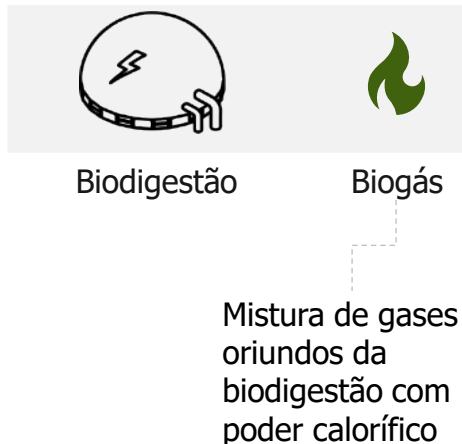 Biodigestão
Biogás
Mistura de gases
oriundos da
biodigestão com
poder calorífico